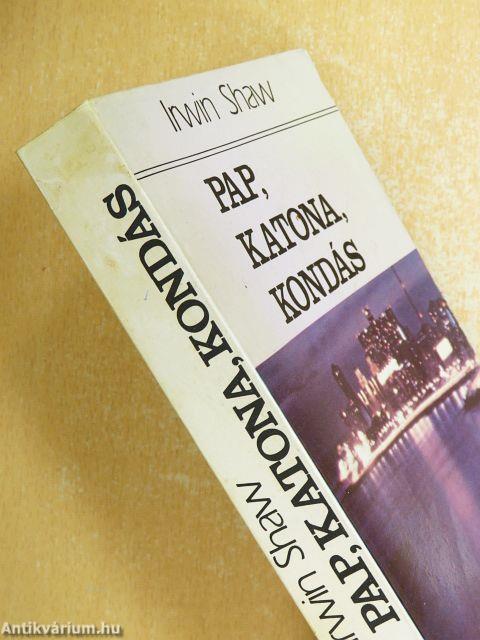 Irwin Shaw
PAP,
KATONA,
KONDÁS
Irwin Shaw PAP, KATONA, KONDÁS
Antikvárium.hu